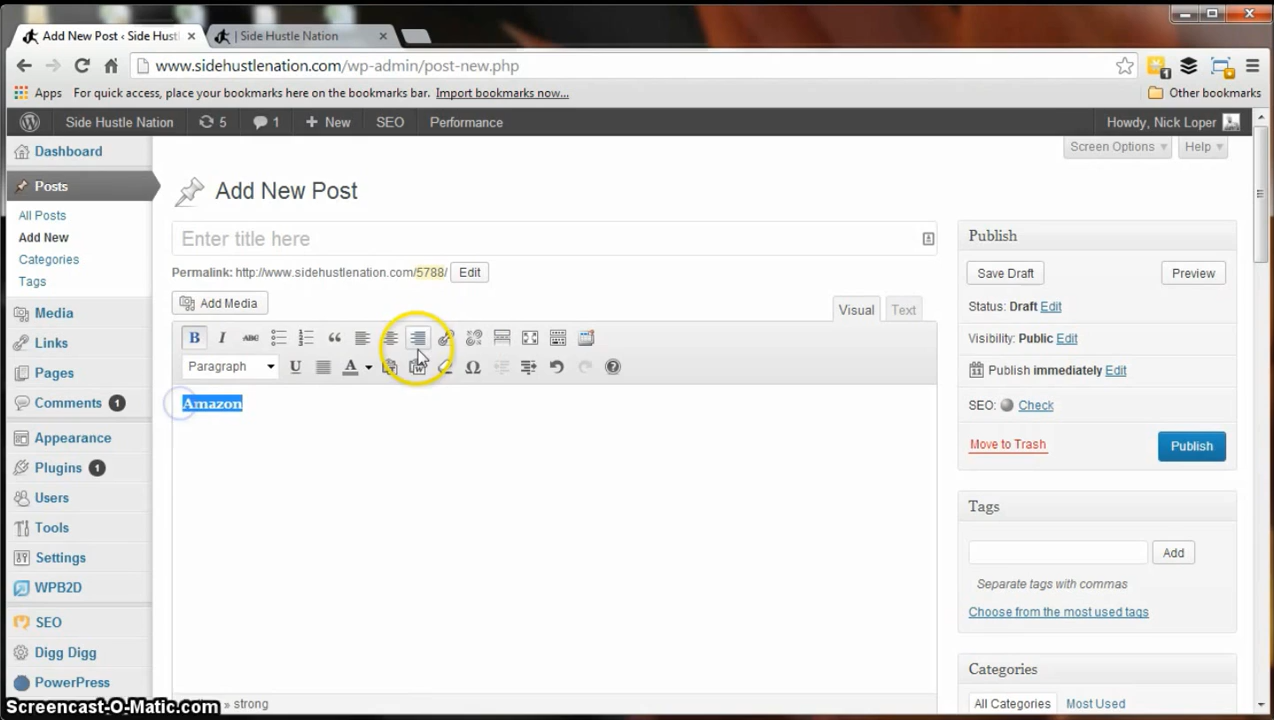 Add New Post ‹ Side Hustl
| Side Hustle Nation
www.sidehustlenation.com/wp-admin/post-new.php
Apps For quick access, place your bookmarks here on the bookmarks bar. Import bookmarks now... Other bookmarks
Side Hustle Nation 5 1 + New SEO Performance Howdy, Nick Loper
Screen Options Help
Dashboard
Posts
All Posts
Add New
Categories
Tags
Media
Links
Pages
Comments 1
Appearance
Plugins 1
Users
Tools
Settings
WPB2D
SEO
Digg Digg
PowerPress
Add New Post
Enter title here
Permalink: http://www.sidehustlenation.com/5788/ Edit
Add Media
Visual Text
B I ABC
Paragraph U A Ω
Amazon
» strong
Publish
Save Draft Preview
Status: Draft Edit
Visibility: Public Edit
Publish immediately Edit
SEO: Check
Move to Trash Publish
Tags
Add
Separate tags with commas
Choose from the most used tags
Categories
All Categories Most Used
Screencast-O-Matic.com